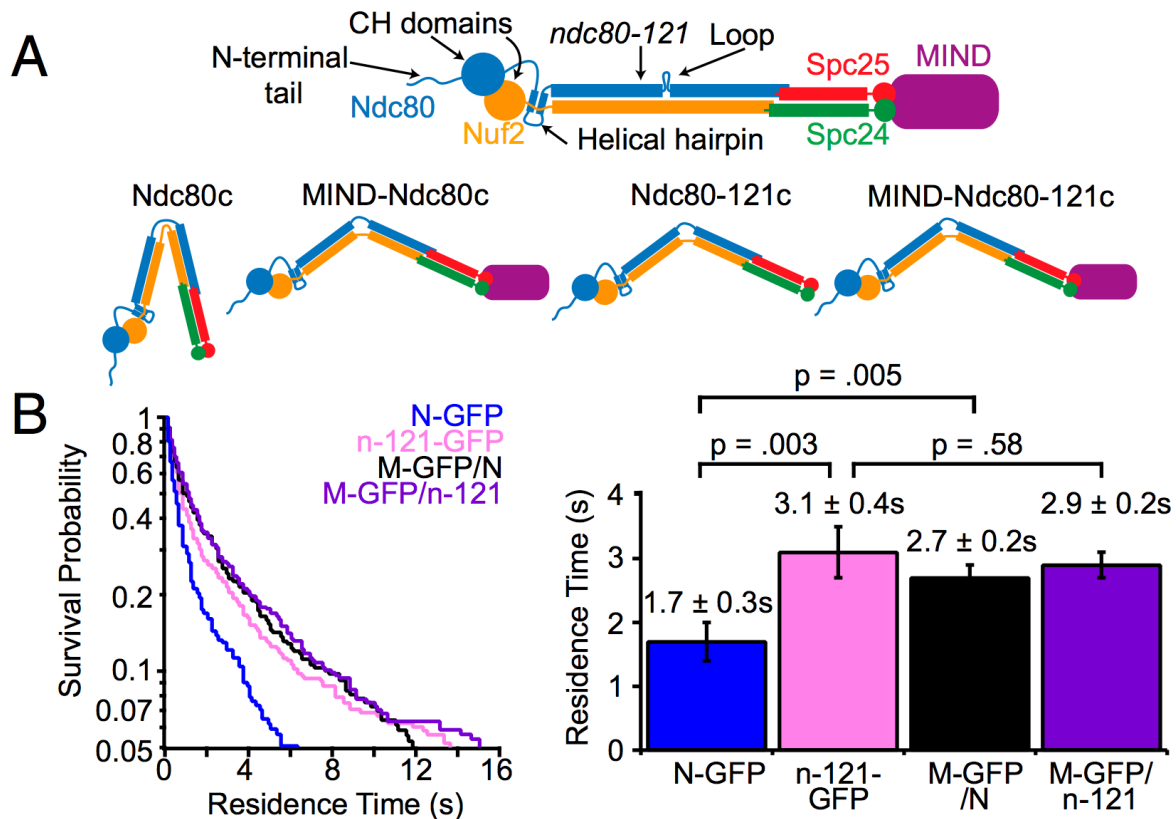 A
CH domains
ndc80-121
Loop
N-terminal
tail
Spc25
MIND
Ndc80
Nuf2
Helical hairpin
Spc24
Ndc80c
MIND-Ndc80c
Ndc80-121c
MIND-Ndc80-121c
B
N-GFP
n-121-GFP
M-GFP/N
M-GFP/n-121
Survival Probability
1
0.8
0.6
0.4
0.2
0.1
0.07
0.05
0
4
8
12
16
Residence Time (s)
p = .005
p = .003
p = .58
Residence Time (s)
4
3
2
1
0
1.7 ± 0.3s
3.1 ± 0.4s
2.7 ± 0.2s
2.9 ± 0.2s
N-GFP
n-121-
GFP
M-GFP
/N
M-GFP/
n-121